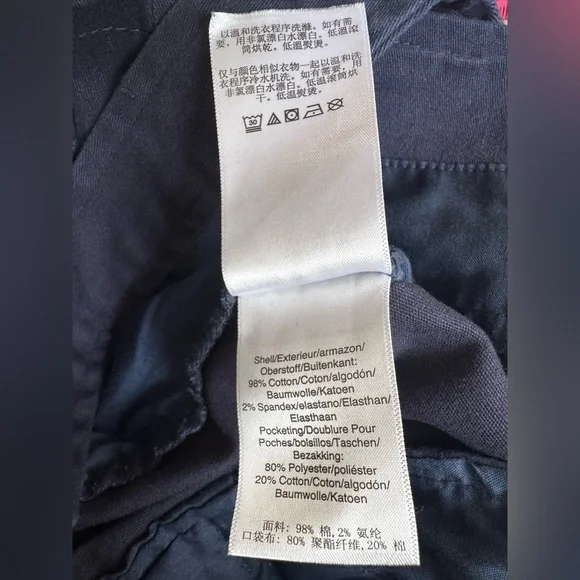 以温和洗衣程序洗滌。如有需
要，用非氯漂白水漂白。低温滚
筒烘乾。低温熨烫。
仅与颜色相似衣物一起以温和洗
衣程序冷水机洗。如有需要，用
非氯漂白。低温滚筒烘
干。低温熨烫。
30
Shell/Exterieur/armazon/
Oberstoff/Buitenkant:
98% Cotton/Coton/algodón/
Baumwolle/Katoen
2% Spandex/elastano/Elasthan/
Elasthaan
Pocketing/Doublure Pour
Poches/bolsillos/Taschen/
Bezakking:
80% Polyester/poliéster
20% Cotton/Coton/algodón/
Baumwolle/Katoen
面料: 98% 棉,2% 氨纶
口袋布: 80% 聚酯纤维,20% 棉